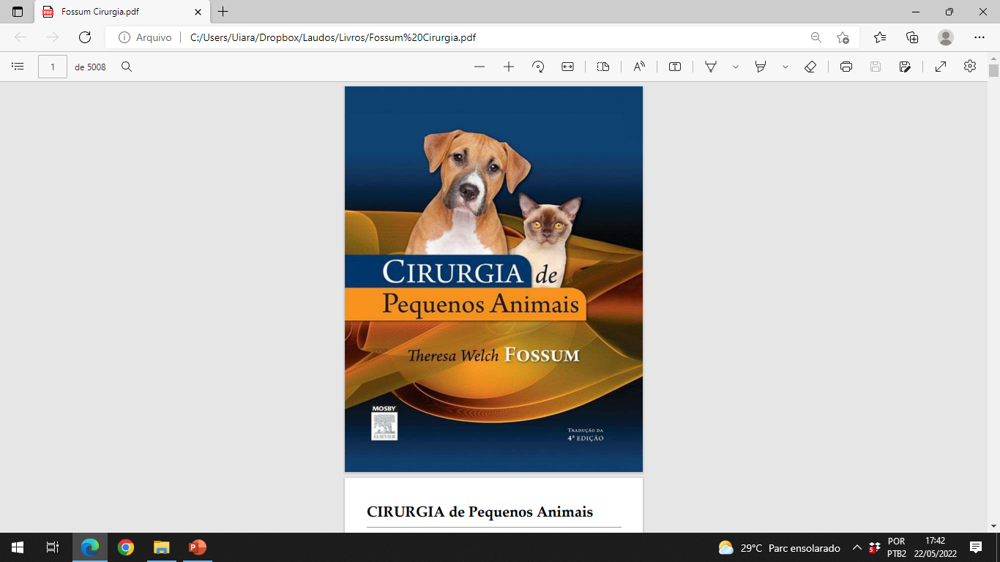 Fossum Cirurgia.pdf
Arquivo C:/Users/Uiara/Dropbox/Laudos/Livros/Fossum%20Cirurgia.pdf
1 de 5008
CIRURGIA de
Pequenos Animais
Theresa Welch FOSSUM
MOSBY
ELSEVIER
TRADUÇÃO DA
4ª EDIÇÃO
CIRURGIA de Pequenos Animais
29°C Parc ensolarado
POR
PTB2
17:42
22/05/2022